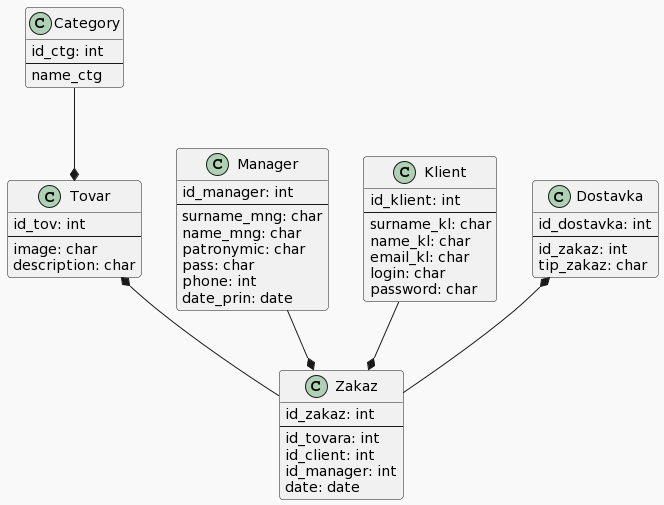 C Category
id_ctg: int
name_ctg
C Tovar
id_tov: int
image: char
description: char
C Manager
id_manager: int
surname_mng: char
name_mng: char
patronymic: char
pass: char
phone: int
date_prin: date
C Klient
id_klient: int
surname_kl: char
name_kl: char
email_kl: char
login: char
password: char
C Dostavka
id_dostavka: int
id_zakaz: int
tip_zakaz: char
C Zakaz
id_zakaz: int
id_tovara: int
id_client: int
id_manager: int
date: date